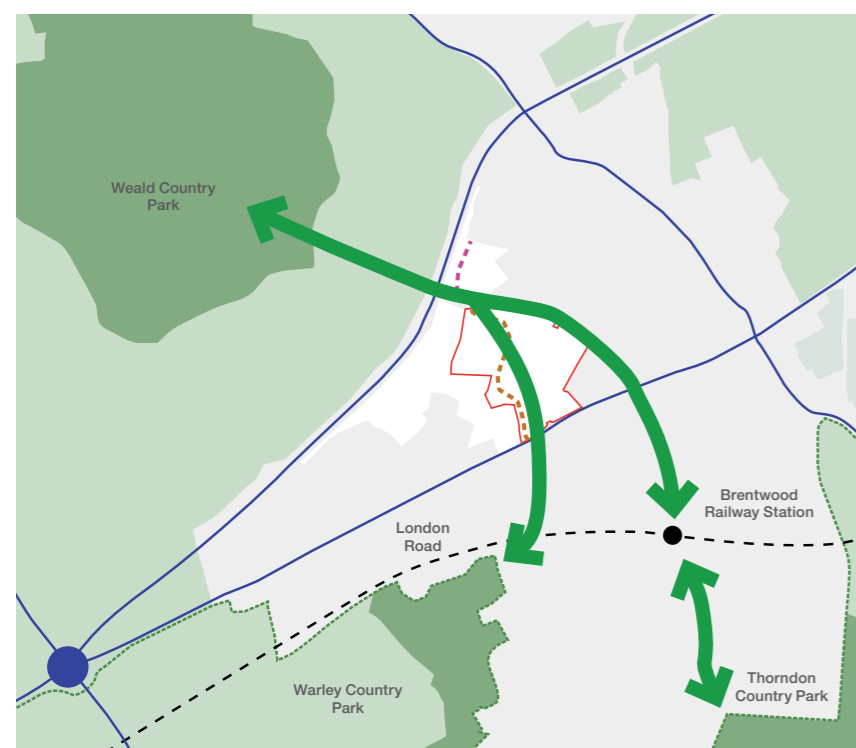 Weald Country
Park
Brentwood
Railway Station
London
Road
Warley Country
Park
Thorndon
Country Park